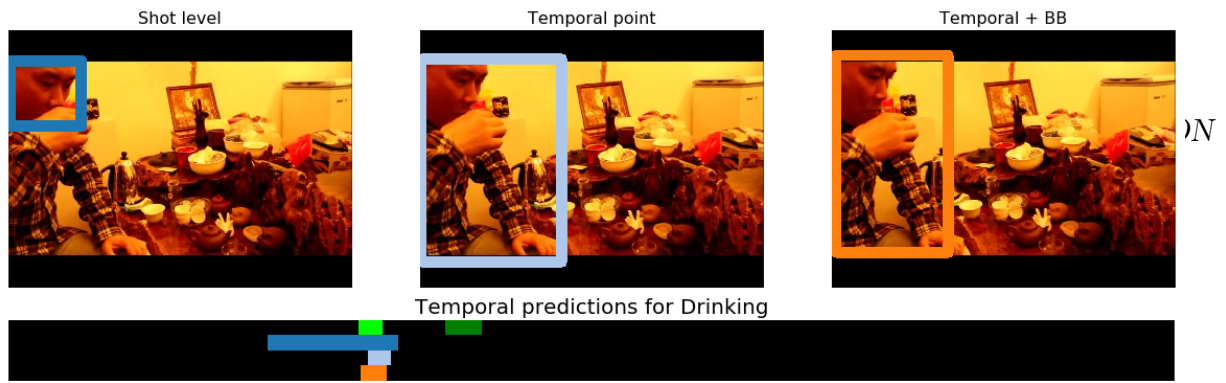 Shot level
Temporal point
Temporal + BB
Temporal predictions for Drinking